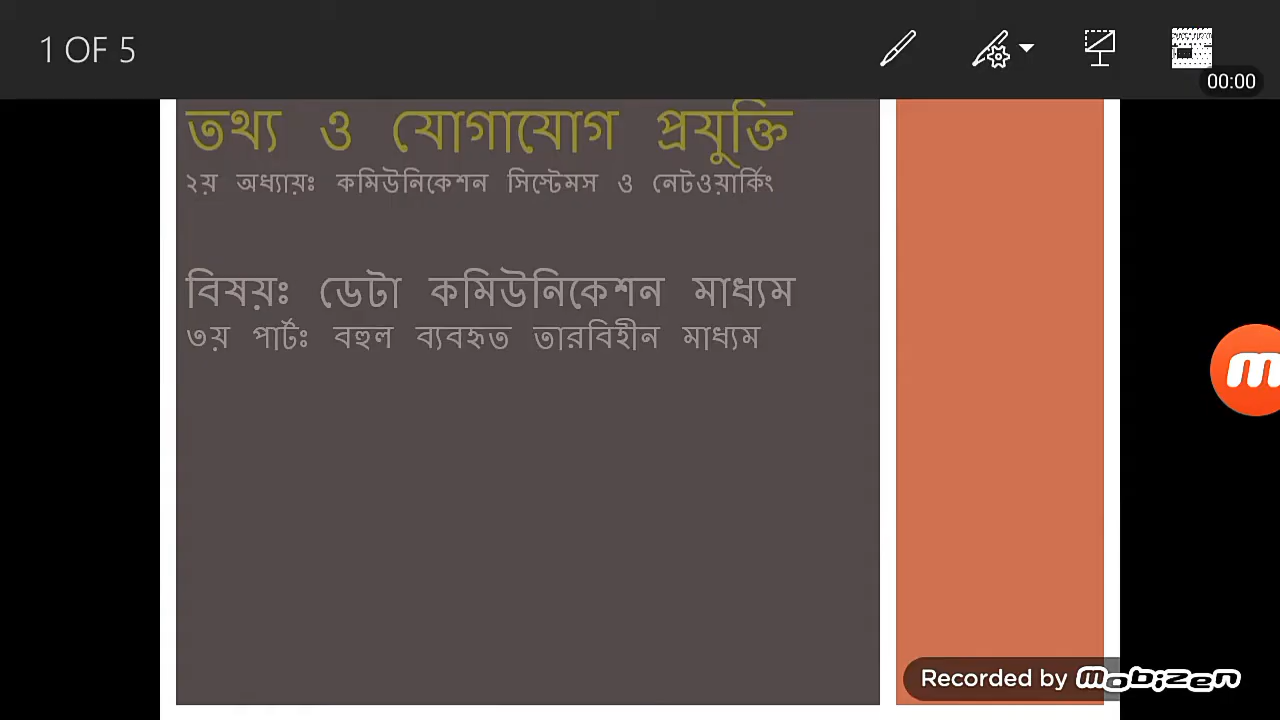 1 OF 5
00:00
তথ্য ও যোগাযোগ প্রযুক্তি
২য় অধ্যায়ঃ কমিউনিকেশন সিস্টেমস ও নেটওয়ার্কিং
বিষয়ঃ ডেটা কমিউনিকেশন মাধ্যম
৩য় পার্টঃ বহুল ব্যবহৃত তারবিহীন মাধ্যম
Recorded by Mobizen